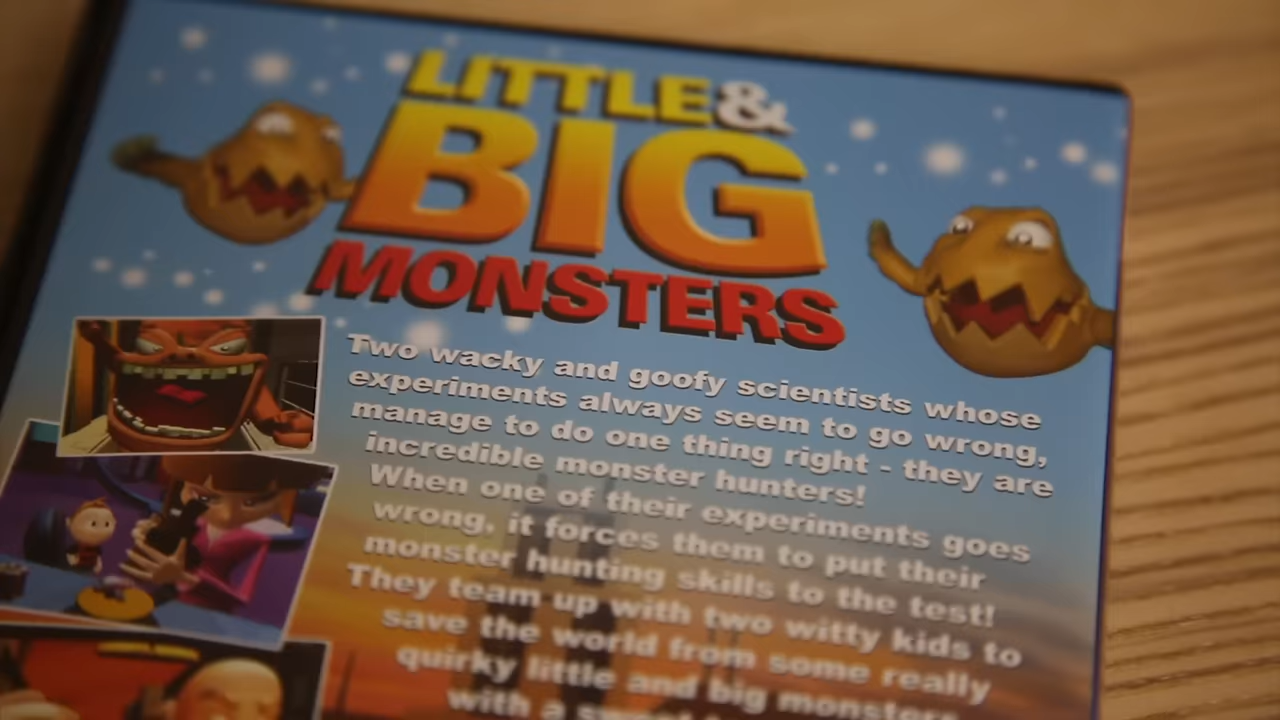 LITTLE &
BIG
MONSTERS
Two wacky and goofy scientists whose
experiments always seem to go wrong,
manage to do one thing right - they are
incredible monster hunters!
When one of their experiments goes
wrong, it forces them to put their
monster hunting skills to the test!
They team up with two witty kids to
save the world from some really
quirky little and big monsters
with a